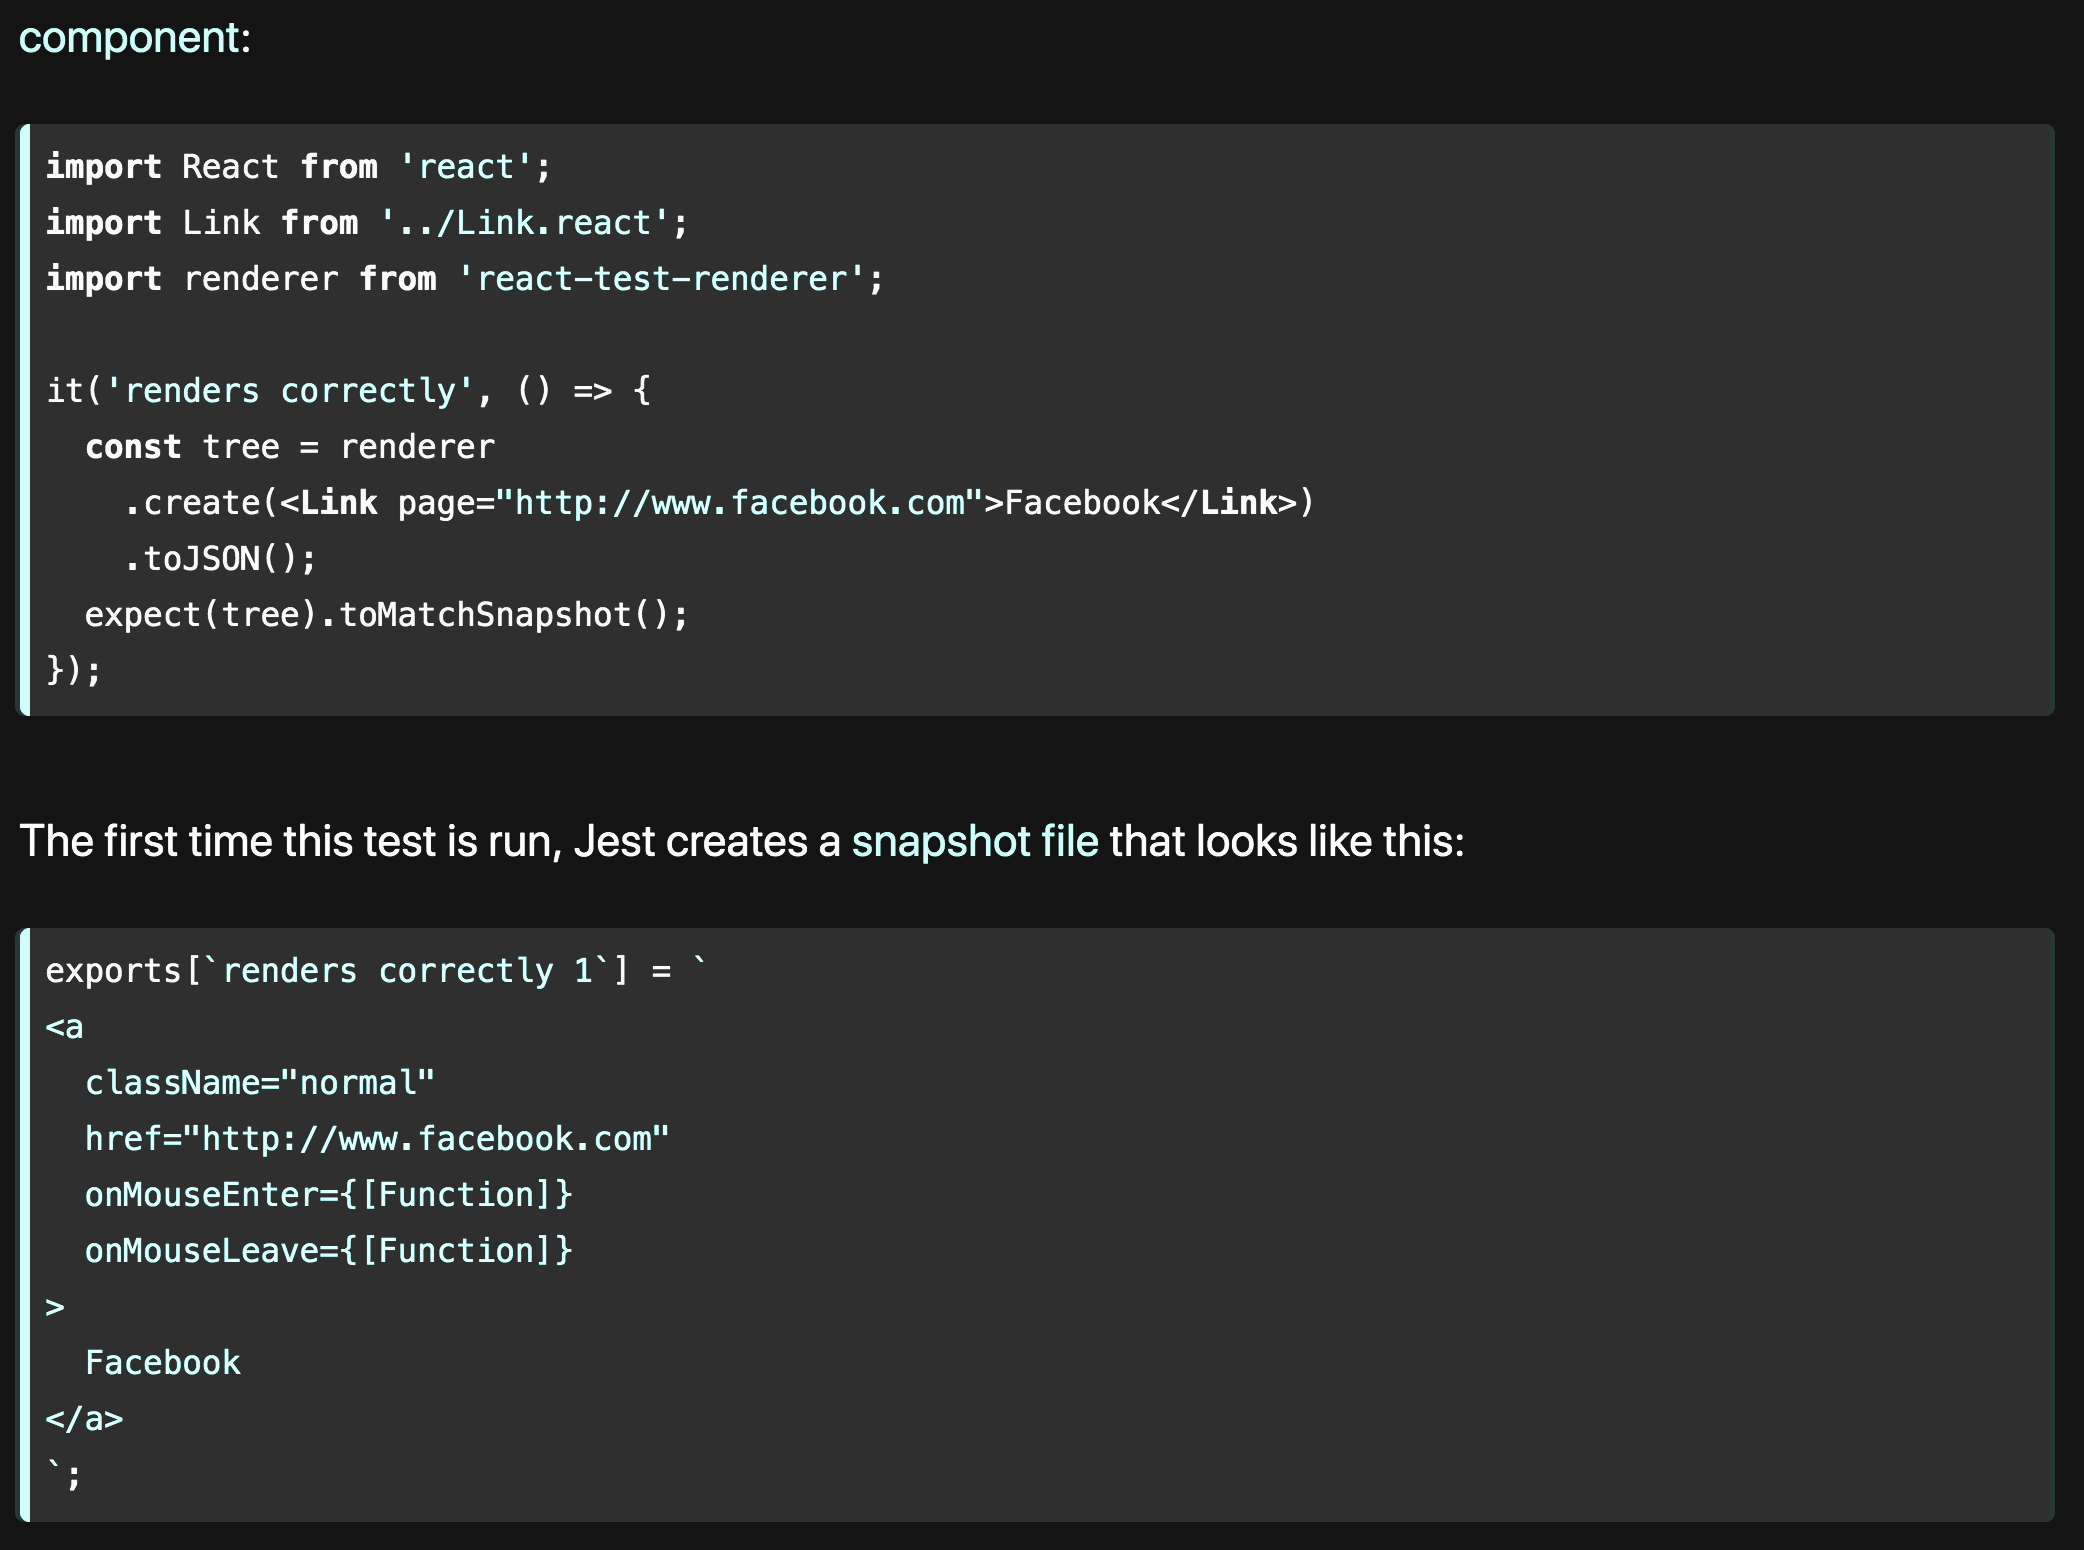 component:
import React from 'react';
import Link from '../Link.react';
import renderer from 'react-test-renderer';
it('renders correctly', () => {
  const tree = renderer
    .create(<Link page="http://www.facebook.com">Facebook</Link>)
    .toJSON();
  expect(tree).toMatchSnapshot();
});
The first time this test is run, Jest creates a snapshot file that looks like this:
exports[`renders correctly 1`] = `
<a
  className="normal"
  href="http://www.facebook.com"
  onMouseEnter={[Function]}
  onMouseLeave={[Function]}
>
  Facebook
</a>
`;